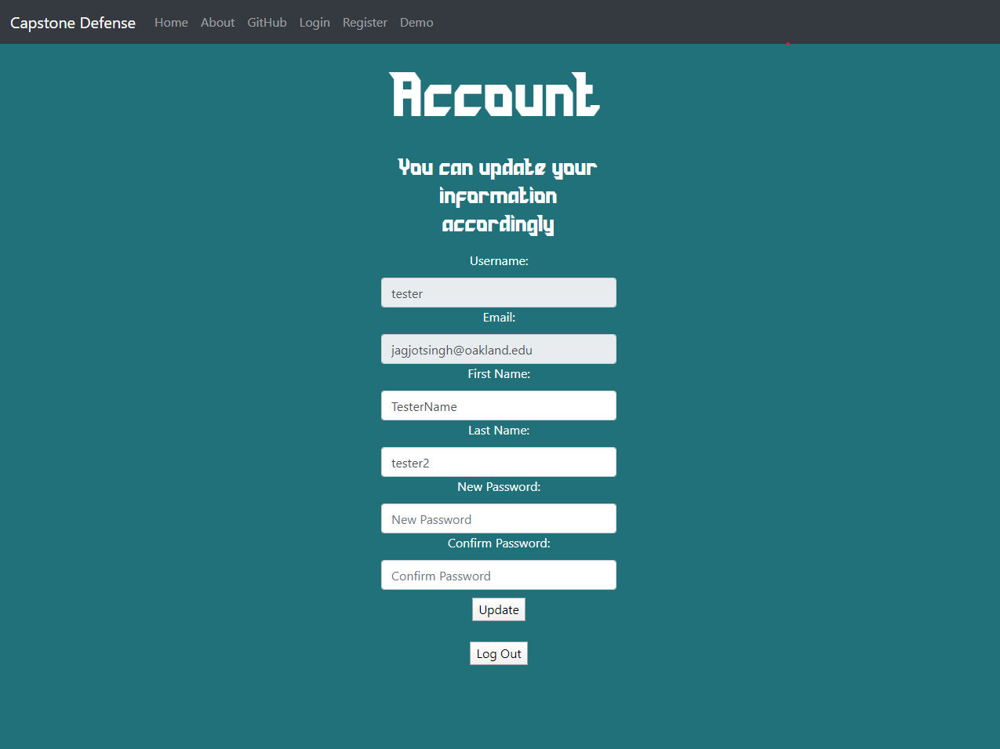 Capstone Defense Home About GitHub Login Register Demo
Account
You can update your
information
accordingly
Username:
tester
Email:
jagjotsingh@oakland.edu
First Name:
TesterName
Last Name:
tester2
New Password:
New Password
Confirm Password:
Confirm Password
Update
Log Out